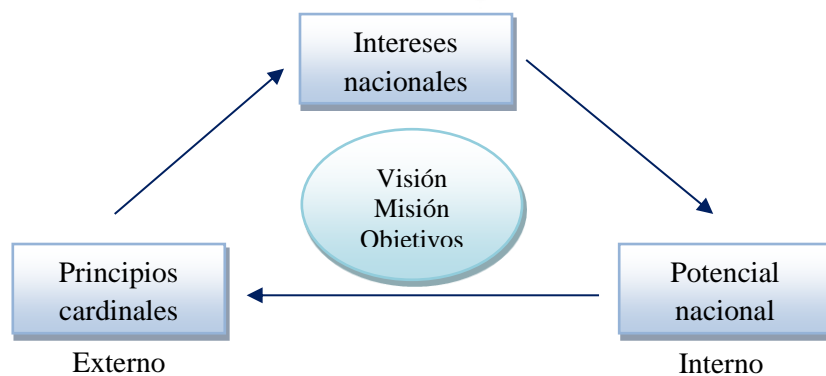 Intereses
nacionales
Visión
Misión
Objetivos
Principios
cardinales
Externo
Potencial
nacional
Interno